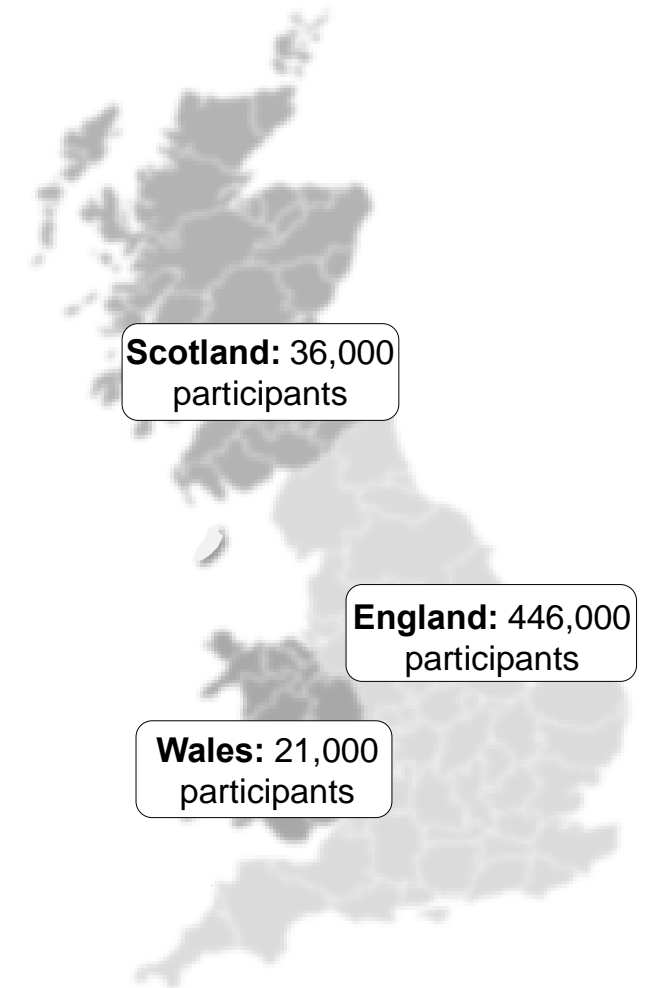 Scotland: 36,000
participants
England: 446,000
participants
Wales: 21,000
participants